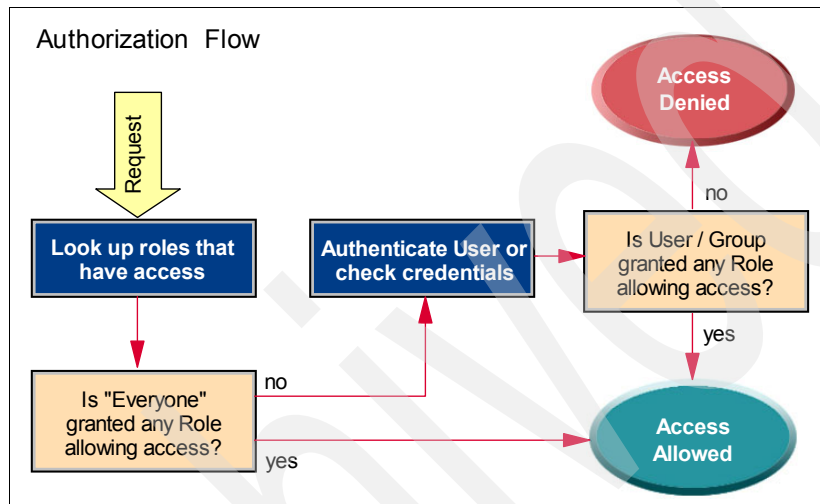 Authorization Flow
Request
Look up roles that
have access
Is "Everyone"
granted any Role
allowing access?
no
yes
Authenticate User or
check credentials
Is User / Group
granted any Role
allowing access?
no
yes
Access
Denied
Access
Allowed